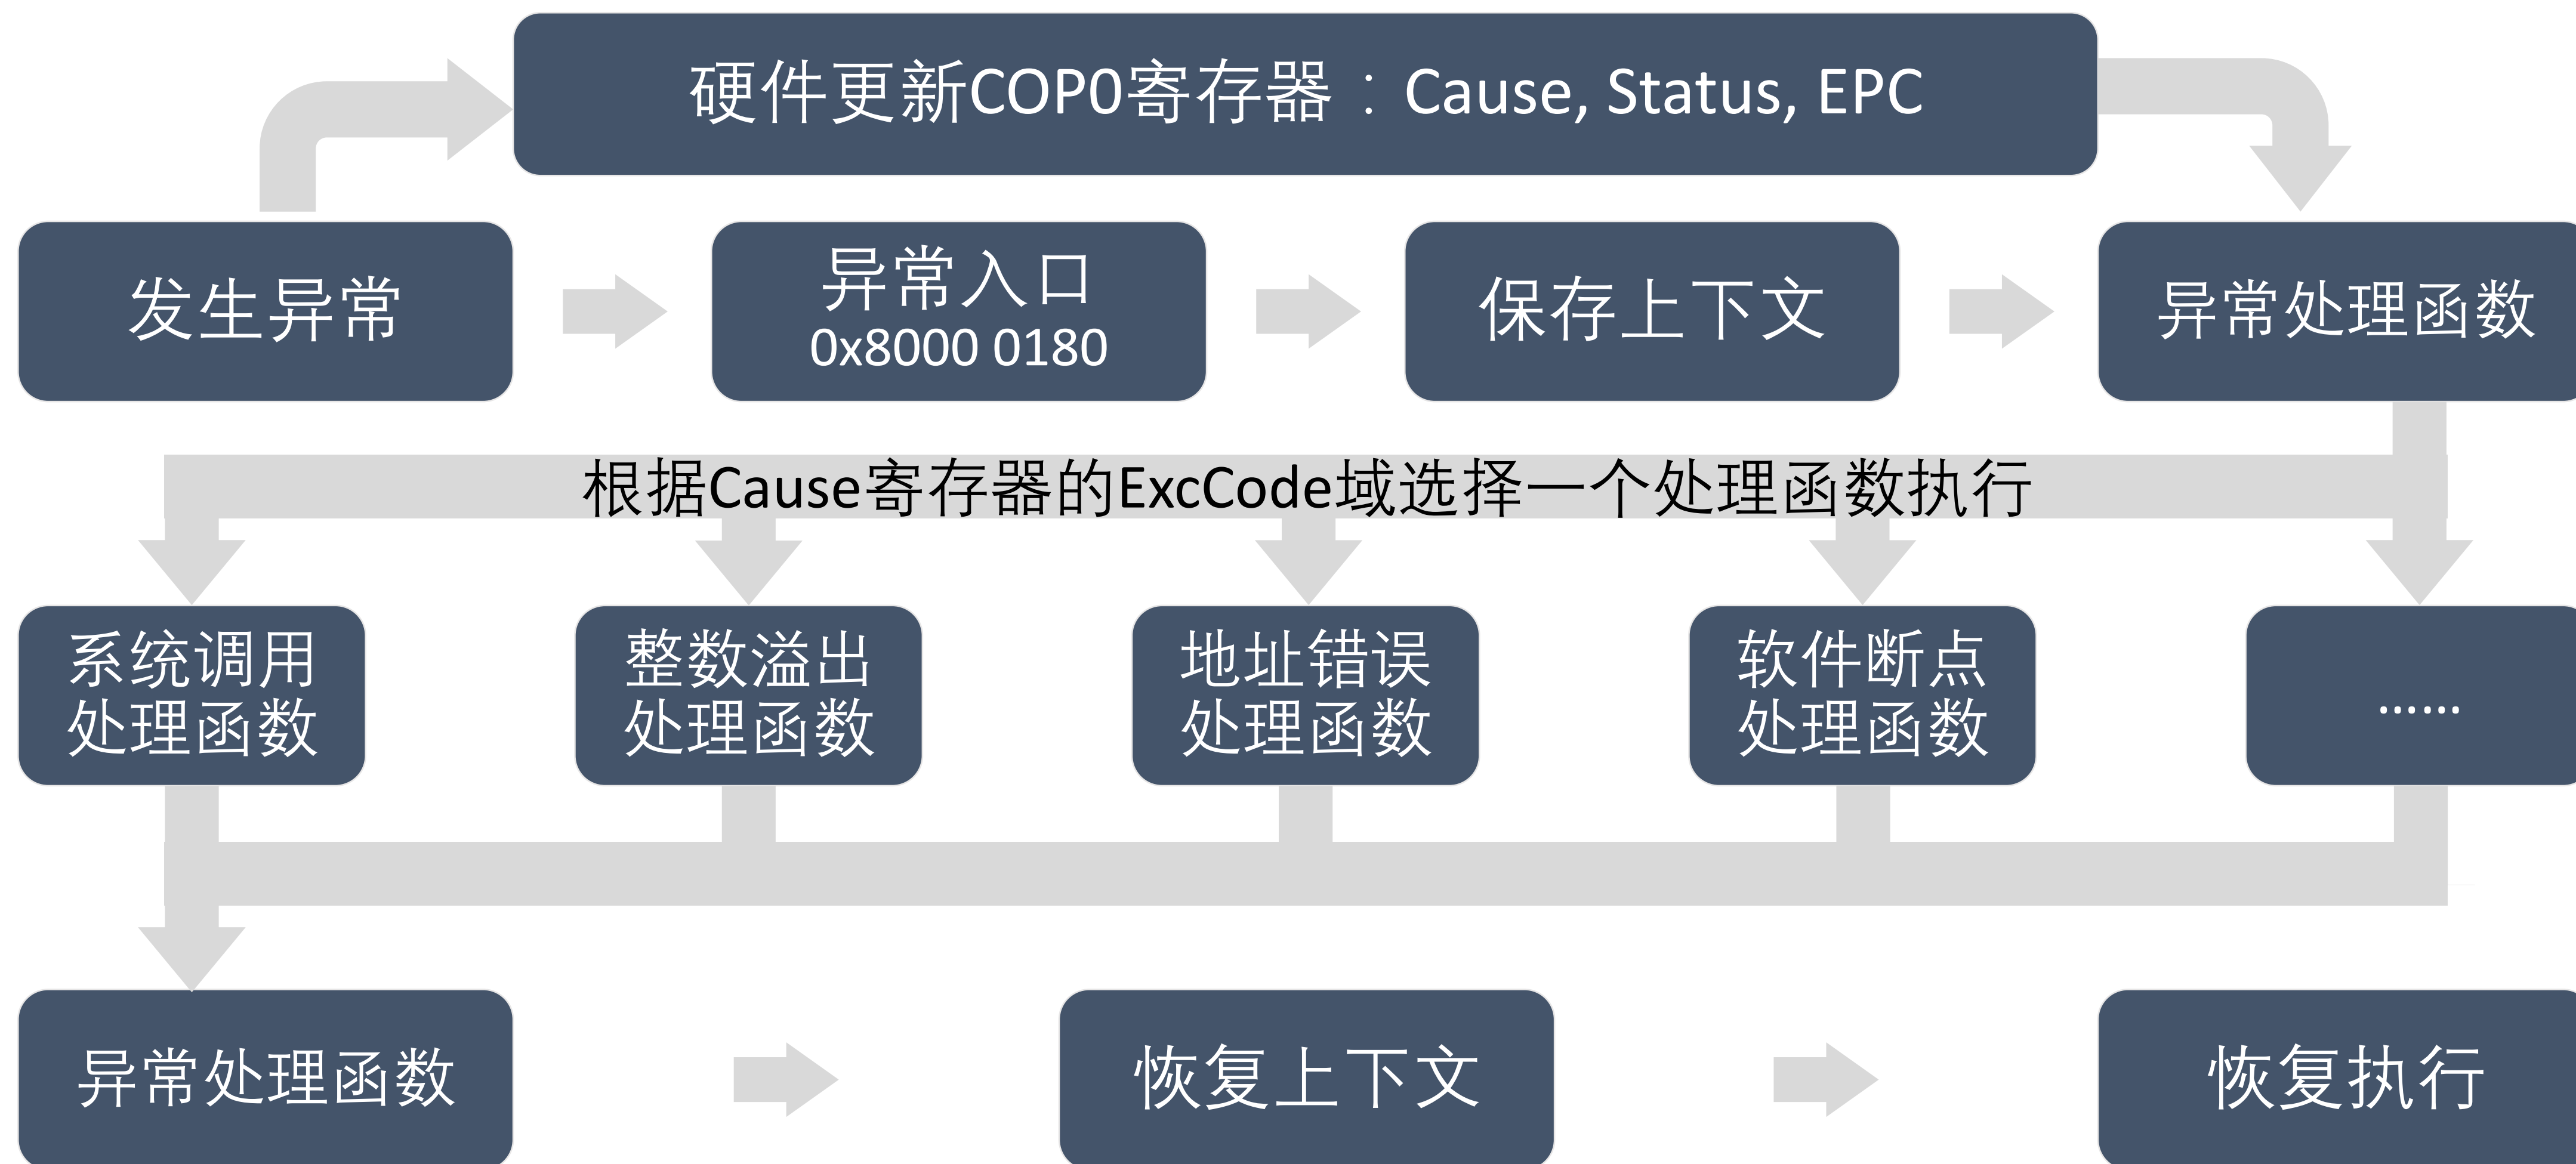 硬件更新COP0寄存器：Cause, Status, EPC
发生异常
异常入口
0x8000 0180
保存上下文
异常处理函数
根据Cause寄存器的ExcCode域选择一个处理函数执行
系统调用
处理函数
整数溢出
处理函数
地址错误
处理函数
软件断点
处理函数
……
异常处理函数
恢复上下文
恢复执行